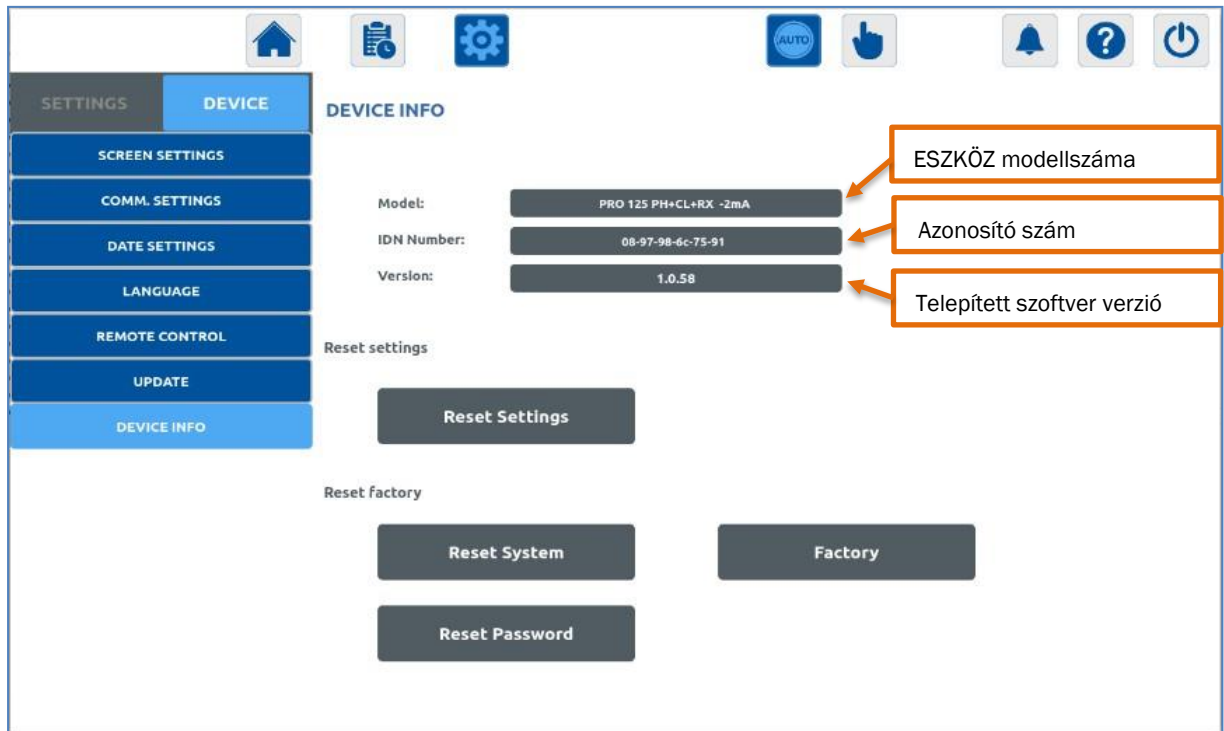 AUTO
SETTINGS
DEVICE
SCREEN SETTINGS
COMM. SETTINGS
DATE SETTINGS
LANGUAGE
REMOTE CONTROL
UPDATE
DEVICE INFO
DEVICE INFO
Model:
PRO 125 PH+CL+RX -2mA
ESZKÖZ modellszáma
IDN Number:
08-97-98-6c-75-91
Azonosító szám
Version:
1.0.58
Telepített szoftver verzió
Reset settings
Reset Settings
Reset factory
Reset System
Factory
Reset Password